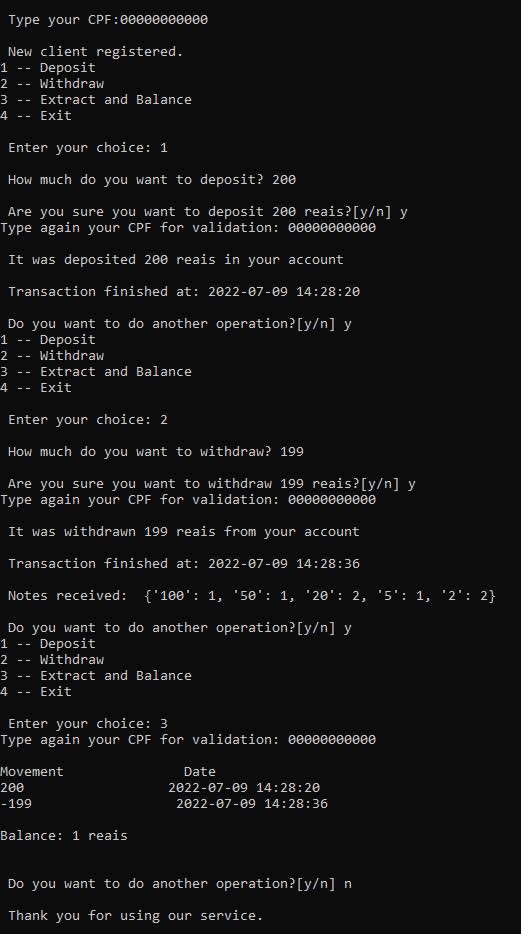 Type your CPF:00000000000
New client registered.
1 -- Deposit
2 -- Withdraw
3 -- Extract and Balance
4 -- Exit
Enter your choice: 1
How much do you want to deposit? 200
Are you sure you want to deposit 200 reais?[y/n] y
Type again your CPF for validation: 00000000000
It was deposited 200 reais in your account
Transaction finished at: 2022-07-09 14:28:20
Do you want to do another operation?[y/n] y
1 -- Deposit
2 -- Withdraw
3 -- Extract and Balance
4 -- Exit
Enter your choice: 2
How much do you want to withdraw? 199
Are you sure you want to withdraw 199 reais?[y/n] y
Type again your CPF for validation: 00000000000
It was withdrawn 199 reais from your account
Transaction finished at: 2022-07-09 14:28:36
Notes received:  {'100': 1, '50': 1, '20': 2, '5': 1, '2': 2}
Do you want to do another operation?[y/n] y
1 -- Deposit
2 -- Withdraw
3 -- Extract and Balance
4 -- Exit
Enter your choice: 3
Type again your CPF for validation: 00000000000
Movement               Date
200                  2022-07-09 14:28:20
-199                  2022-07-09 14:28:36
Balance: 1 reais
Do you want to do another operation?[y/n] n
Thank you for using our service.